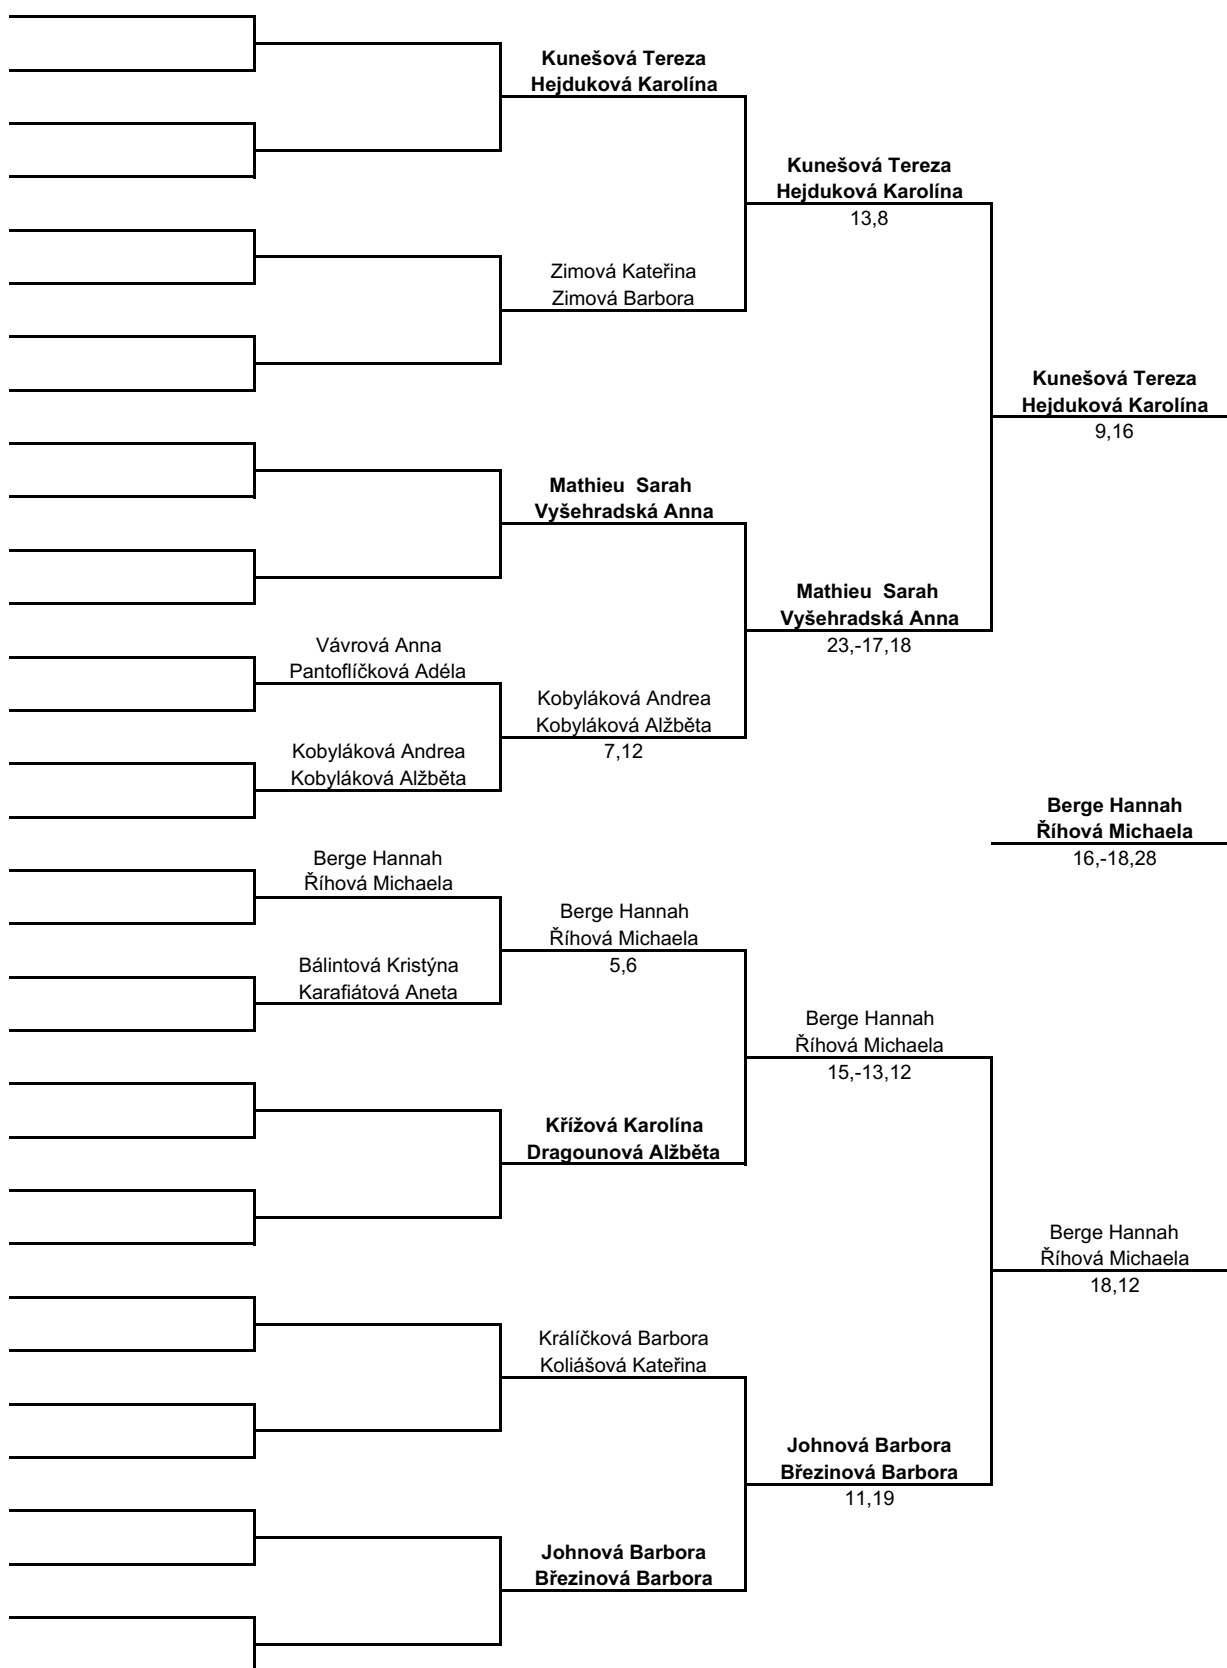 Kunešová Tereza
Hejduková Karolína
Kunešová Tereza
Hejduková Karolína
13,8
Zimová Kateřina
Zimová Barbora
Kunešová Tereza
Hejduková Karolína
9,16
Mathieu  Sarah
Vyšehradská Anna
Mathieu  Sarah
Vyšehradská Anna
23,-17,18
Vávrová Anna
Pantoflíčková Adéla
Kobyláková Andrea
Kobyláková Alžběta
7,12
Kobyláková Andrea
Kobyláková Alžběta
Berge Hannah
Říhová Michaela
16,-18,28
Berge Hannah
Říhová Michaela
Berge Hannah
Říhová Michaela
5,6
Bálintová Kristýna
Karafiátová Aneta
Berge Hannah
Říhová Michaela
15,-13,12
Křížová Karolína
Dragounová Alžběta
Berge Hannah
Říhová Michaela
18,12
Králíčková Barbora
Koliášová Kateřina
Johnová Barbora
Březinová Barbora
11,19
Johnová Barbora
Březinová Barbora